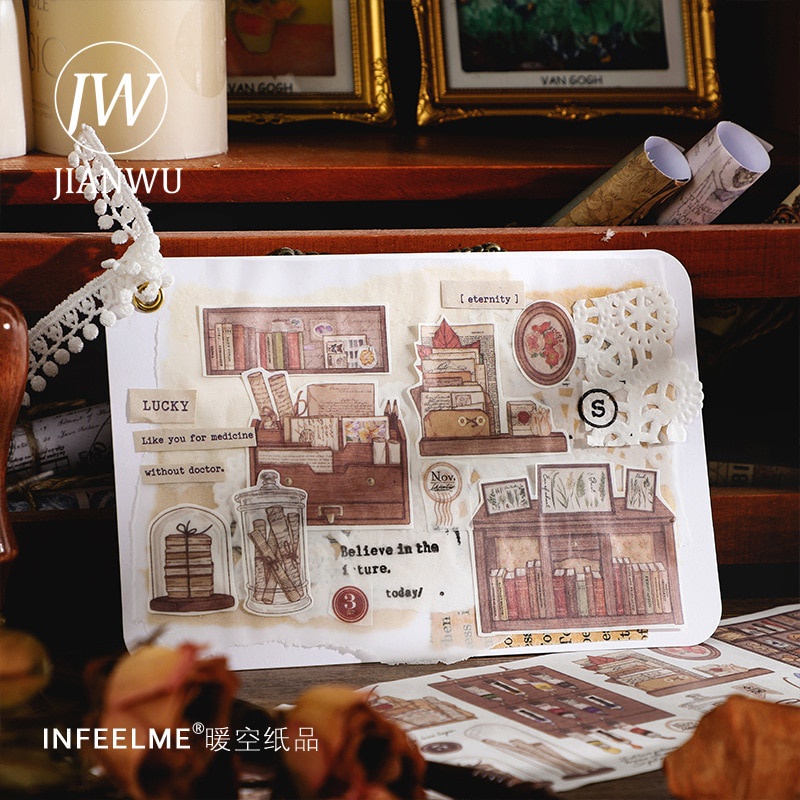 JW
JIANWU
VAN GOGH
VAN GOGH
[ eternity ]
LUCKY
Like you for medicine
without doctor.
S
Nov.
Believe in the
today/
3
INFEELME®暖空纸品